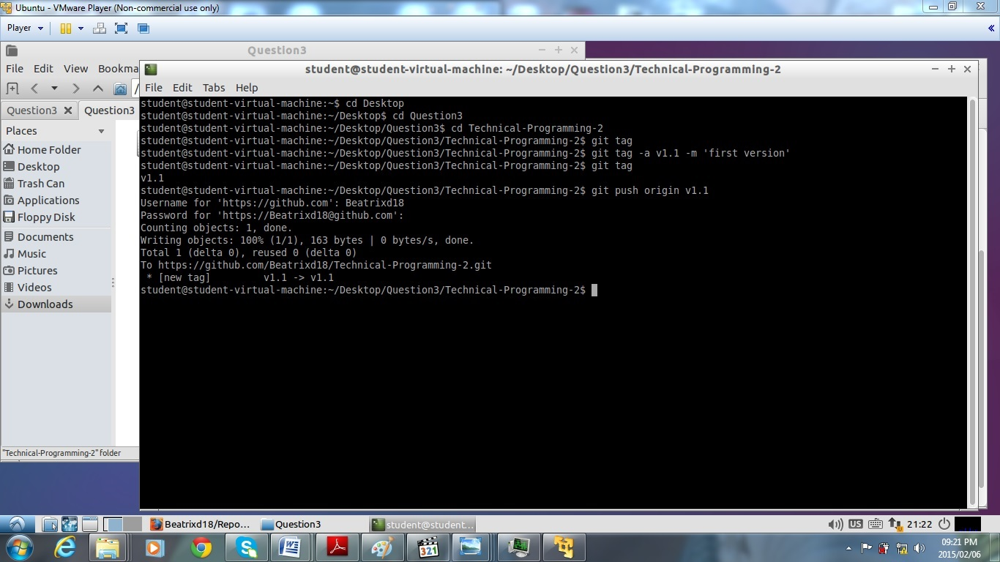 Ubuntu - VMware Player (Non-commercial use only)
Player
Question3
File Edit View Bookma
/
Question3
Question3
Places
Home Folder
Desktop
Trash Can
Applications
Floppy Disk
Documents
Music
Pictures
Videos
Downloads
"Technical-Programming-2" folder
student@student-virtual-machine: ~/Desktop/Question3/Technical-Programming-2
File Edit Tabs Help
student@student-virtual-machine:~$ cd Desktop
student@student-virtual-machine:~/Desktop$ cd Question3
student@student-virtual-machine:~/Desktop/Question3$ cd Technical-Programming-2
student@student-virtual-machine:~/Desktop/Question3/Technical-Programming-2$ git tag
student@student-virtual-machine:~/Desktop/Question3/Technical-Programming-2$ git tag -a v1.1 -m 'first version'
student@student-virtual-machine:~/Desktop/Question3/Technical-Programming-2$ git tag
v1.1
student@student-virtual-machine:~/Desktop/Question3/Technical-Programming-2$ git push origin v1.1
Username for 'https://github.com': Beatrixd18
Password for 'https://Beatrixd18@github.com':
Counting objects: 1, done.
Writing objects: 100% (1/1), 163 bytes | 0 bytes/s, done.
Total 1 (delta 0), reused 0 (delta 0)
To https://github.com/Beatrixd18/Technical-Programming-2.git
 * [new tag]         v1.1 -> v1.1
student@student-virtual-machine:~/Desktop/Question3/Technical-Programming-2$
Beatrixd18/Repo...
Question3
student@student...
US
21:22
321
09:21 PM
2015/02/06